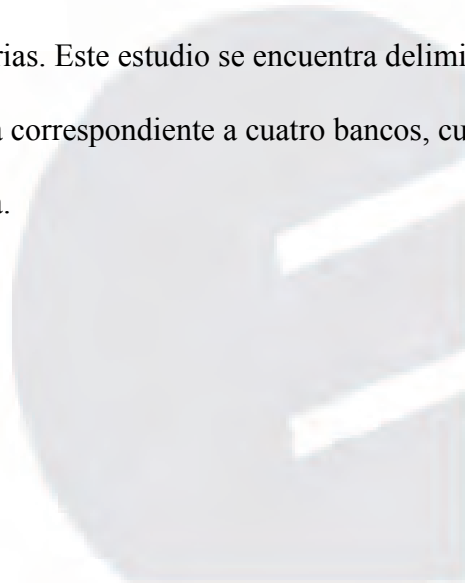 rias. Este estudio se encuentra delimi
correspondiente a cuatro bancos, cu